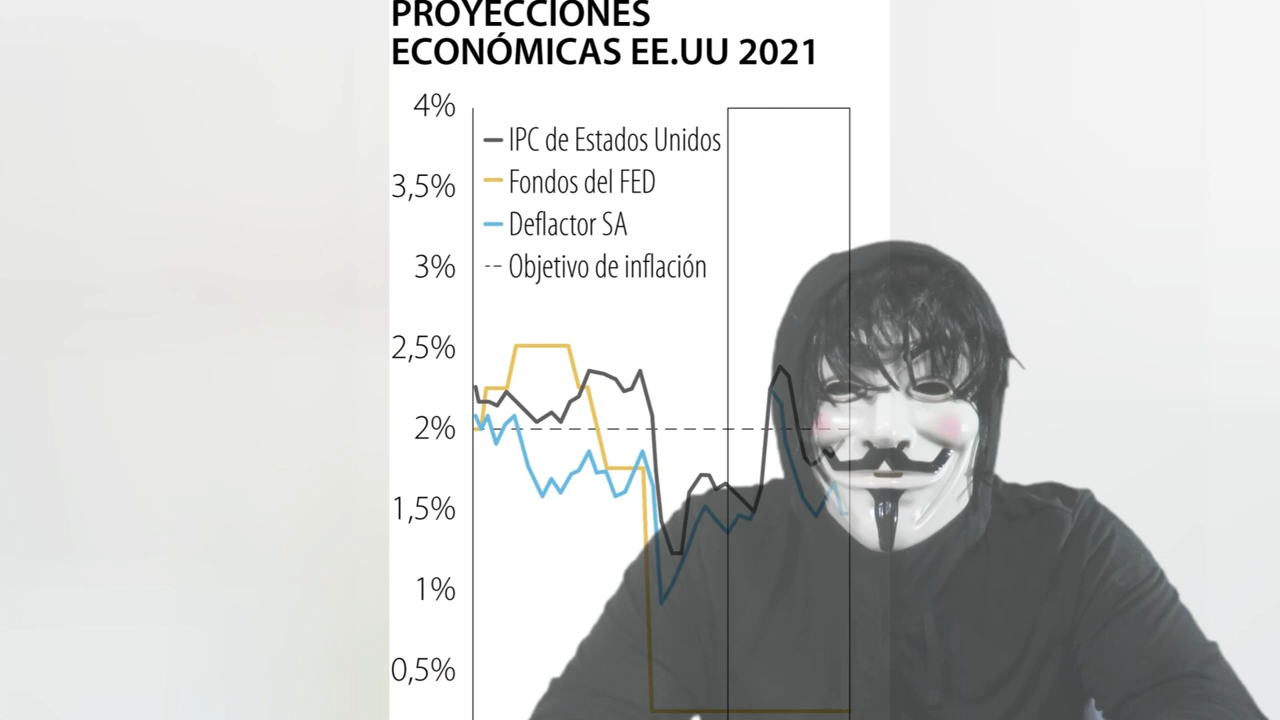 PROYECCIONES
ECONÓMICAS EE.UU 2021
4%
IPC de Estados Unidos
3,5%
Fondos del FED
Deflactor SA
3%
Objetivo de inflación
2,5%
2%
1,5%
1%
0,5%